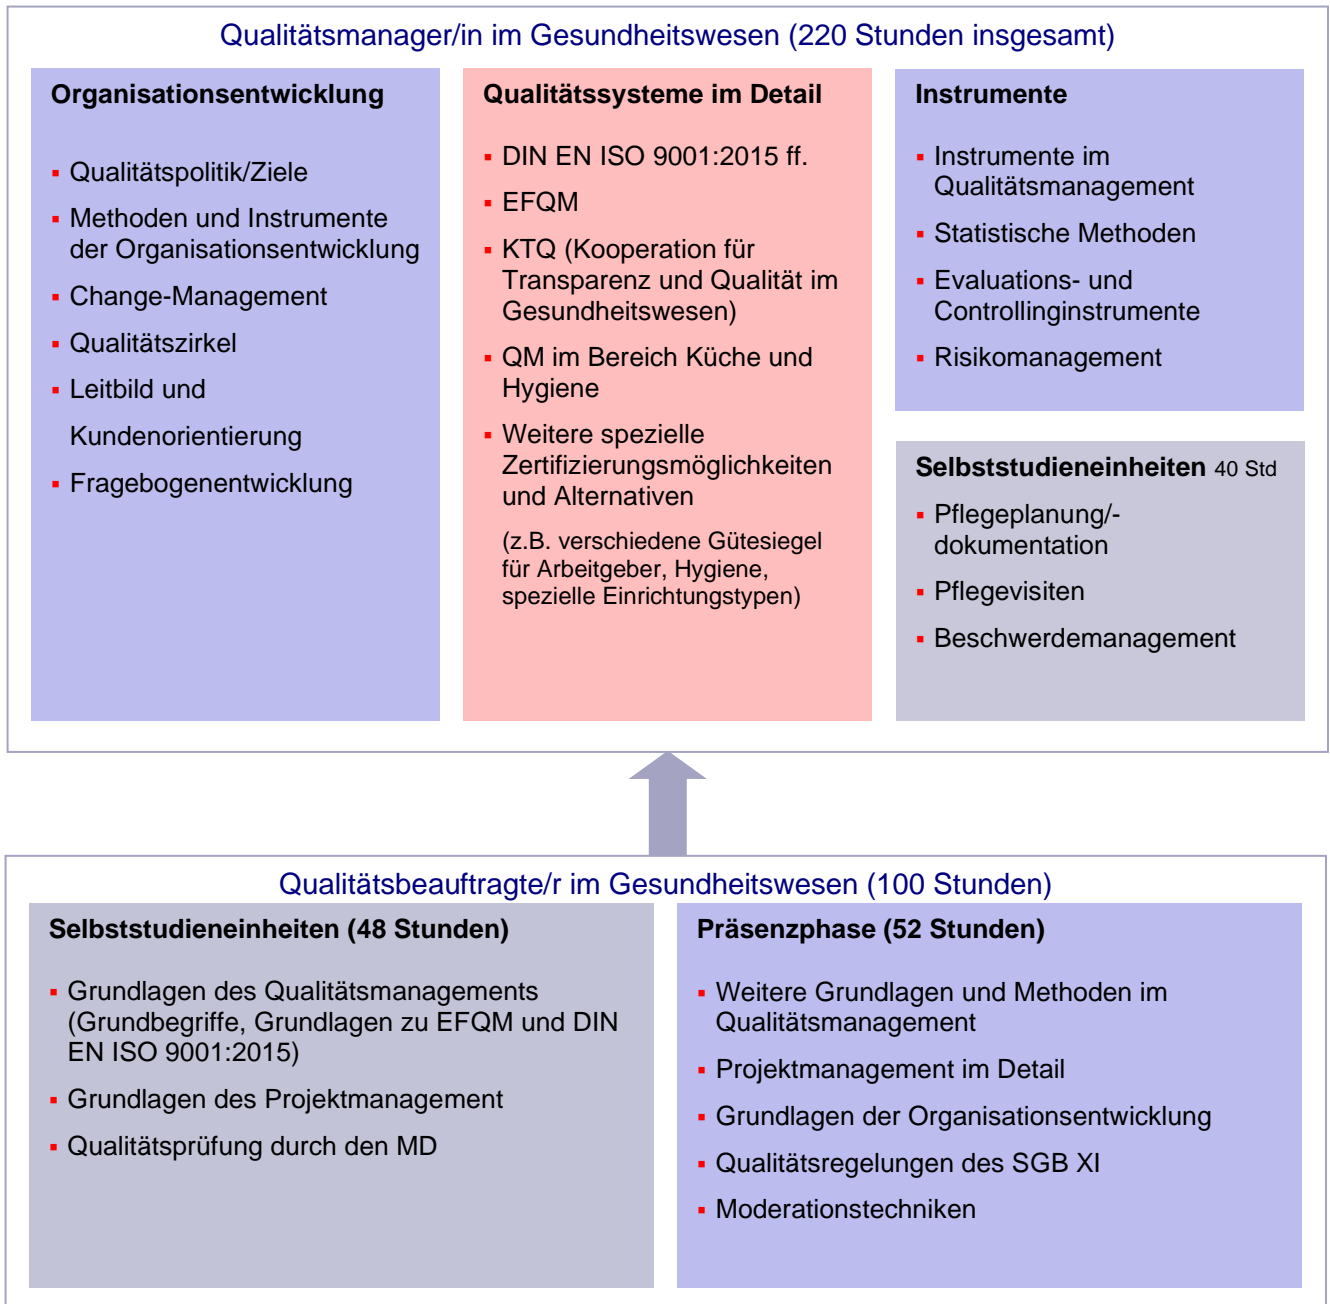 Qualitätsmanager/in im Gesundheitswesen (220 Stunden insgesamt)
Organisationsentwicklung
▪ Qualitätspolitik/Ziele
▪ Methoden und Instrumente
der Organisationsentwicklung
▪ Change-Management
▪ Qualitätszirkel
▪ Leitbild und
Kundenorientierung
▪ Fragebogenentwicklung
Qualitätssysteme im Detail
▪ DIN EN ISO 9001:2015 ff.
▪ EFQM
▪ KTQ (Kooperation für
Transparenz und Qualität im
Gesundheitswesen)
▪ QM im Bereich Küche und
Hygiene
▪ Weitere spezielle
Zertifizierungsmöglichkeiten
und Alternativen
(z.B. verschiedene Gütesiegel
für Arbeitgeber, Hygiene,
spezielle Einrichtungstypen)
Instrumente
▪ Instrumente im
Qualitätsmanagement
▪ Statistische Methoden
▪ Evaluations- und
Controllinginstrumente
▪ Risikomanagement
Selbststudieneinheiten 40 Std
▪ Pflegeplanung/-
dokumentation
▪ Pflegevisiten
▪ Beschwerdemanagement
Qualitätsbeauftragte/r im Gesundheitswesen (100 Stunden)
Selbststudieneinheiten (48 Stunden)
▪ Grundlagen des Qualitätsmanagements
(Grundbegriffe, Grundlagen zu EFQM und DIN
EN ISO 9001:2015)
▪ Grundlagen des Projektmanagement
▪ Qualitätsprüfung durch den MD
Präsenzphase (52 Stunden)
▪ Weitere Grundlagen und Methoden im
Qualitätsmanagement
▪ Projektmanagement im Detail
▪ Grundlagen der Organisationsentwicklung
▪ Qualitätsregelungen des SGB XI
▪ Moderationstechniken